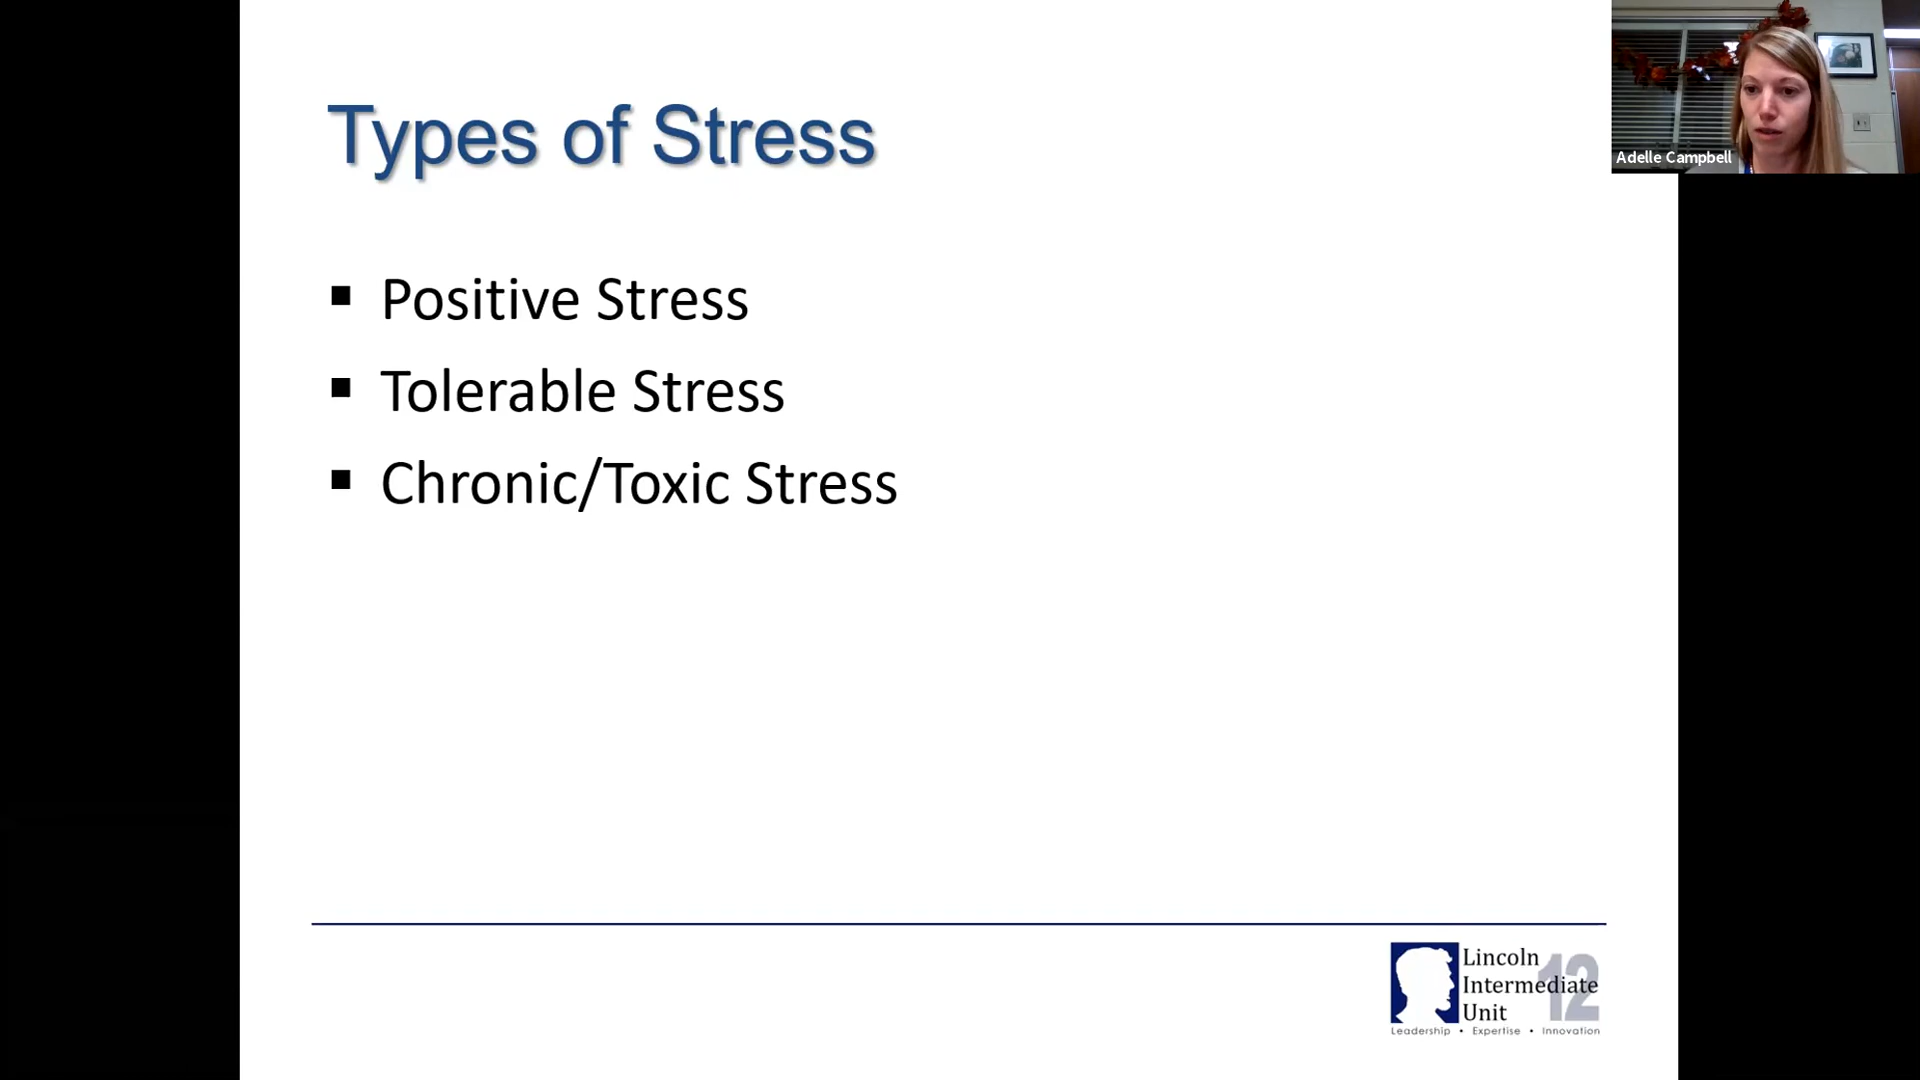 Types of Stress
Adelle Campbell
▪ Positive Stress
▪ Tolerable Stress
▪ Chronic/Toxic Stress
Lincoln
Intermediate
Unit
12
Leadership • Expertise • Innovation